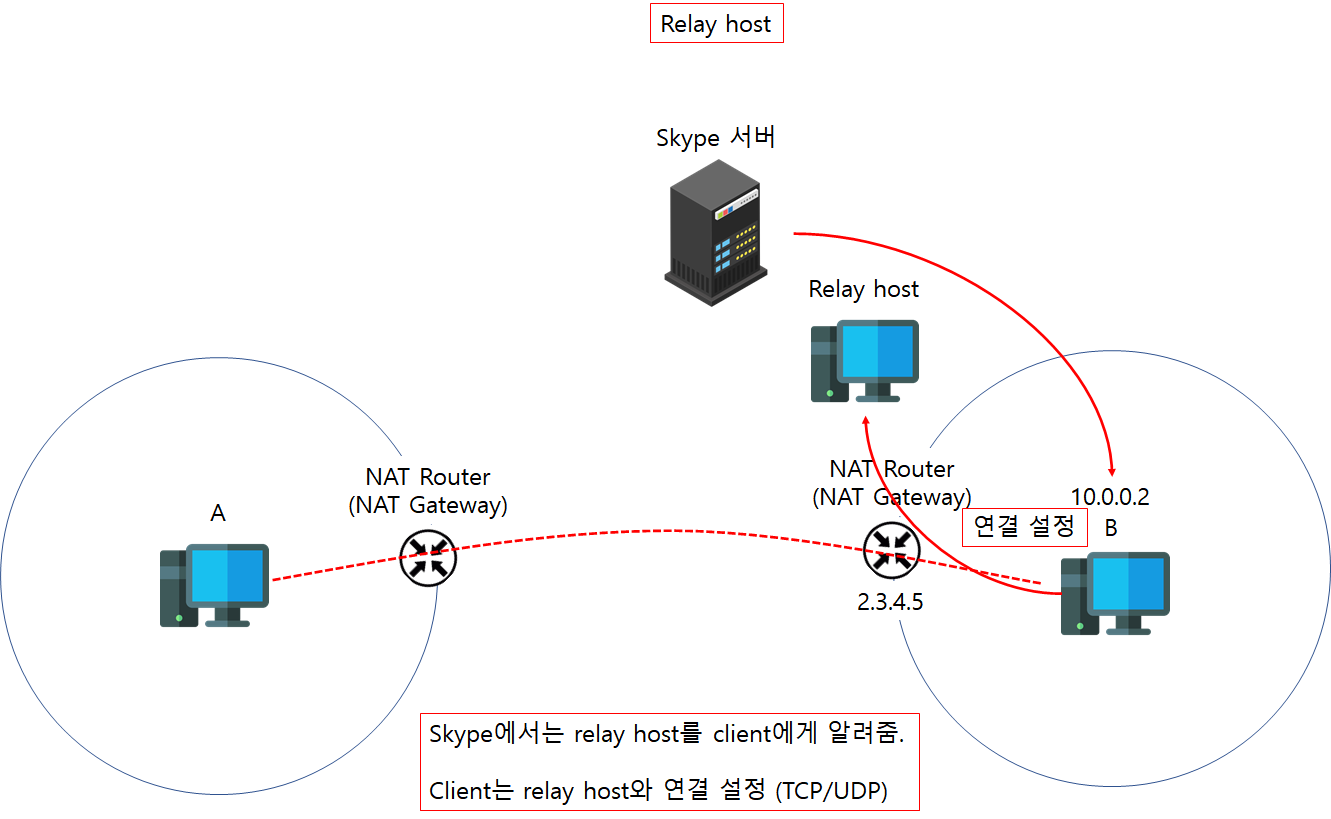 Relay host
Skype 서버
Relay host
NAT Router
(NAT Gateway)
A
NAT Router
(NAT Gateway)
2.3.4.5
연결 설정
10.0.0.2
B
Skype에서는 relay host를 client에게 알려줌.
Client는 relay host와 연결 설정 (TCP/UDP)